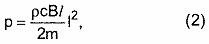 p = ρcBl/2m I², (2)